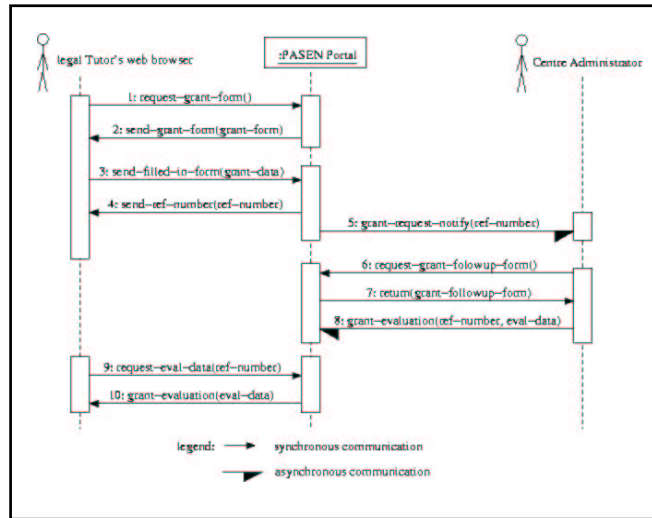 :PASEN Portal
legal Tutor's web browser
Centre Administrator
1: request-grant-form()
2: send-grant-form(grant-form)
3: send-filled-in-form(grant-data)
4: send-ref-number(ref-number)
5: grant-request-notify(ref-number)
6: request-grant-folowup-form()
7: return(grant-followup-form)
8: grant-evaluation(ref-number, eval-data)
9: request-eval-data(ref-number)
10: grant-evaluation(eval-data)
legend: synchronous communication
asynchronous communication